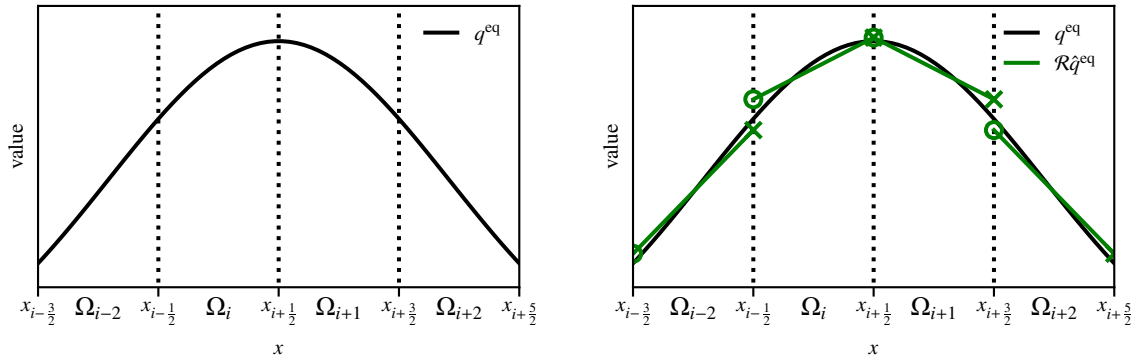 value
q^eq
x_{i-3/2} Ω_{i-2} x_{i-1/2} Ω_i x_{i+1/2} Ω_{i+1} x_{i+3/2} Ω_{i+2} x_{i+5/2}
x
value
q^eq
ℛq̂^eq
x_{i-3/2} Ω_{i-2} x_{i-1/2} Ω_i x_{i+1/2} Ω_{i+1} x_{i+3/2} Ω_{i+2} x_{i+5/2}
x